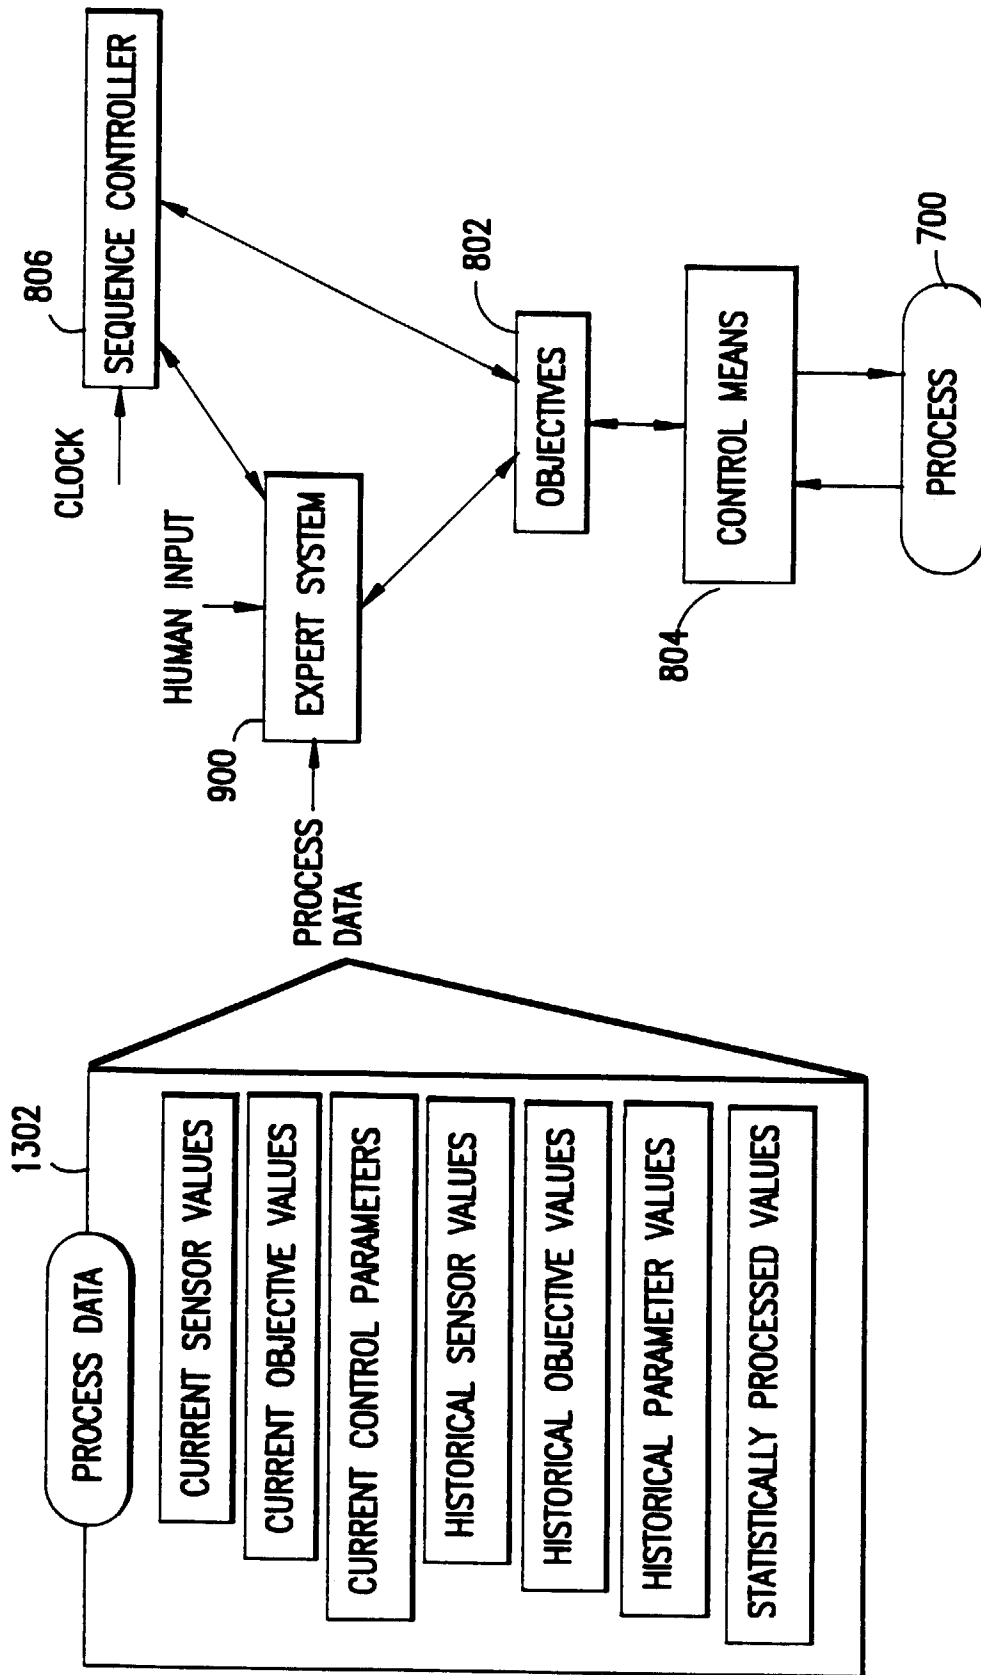 1302
PROCESS DATA
CURRENT SENSOR VALUES
CURRENT OBJECTIVE VALUES
CURRENT CONTROL PARAMETERS
HISTORICAL SENSOR VALUES
HISTORICAL OBJECTIVE VALUES
HISTORICAL PARAMETER VALUES
STATISTICALLY PROCESSED VALUES
PROCESS
DATA
HUMAN INPUT
900
EXPERT SYSTEM
CLOCK
806
SEQUENCE CONTROLLER
802
OBJECTIVES
804
CONTROL MEANS
700
PROCESS